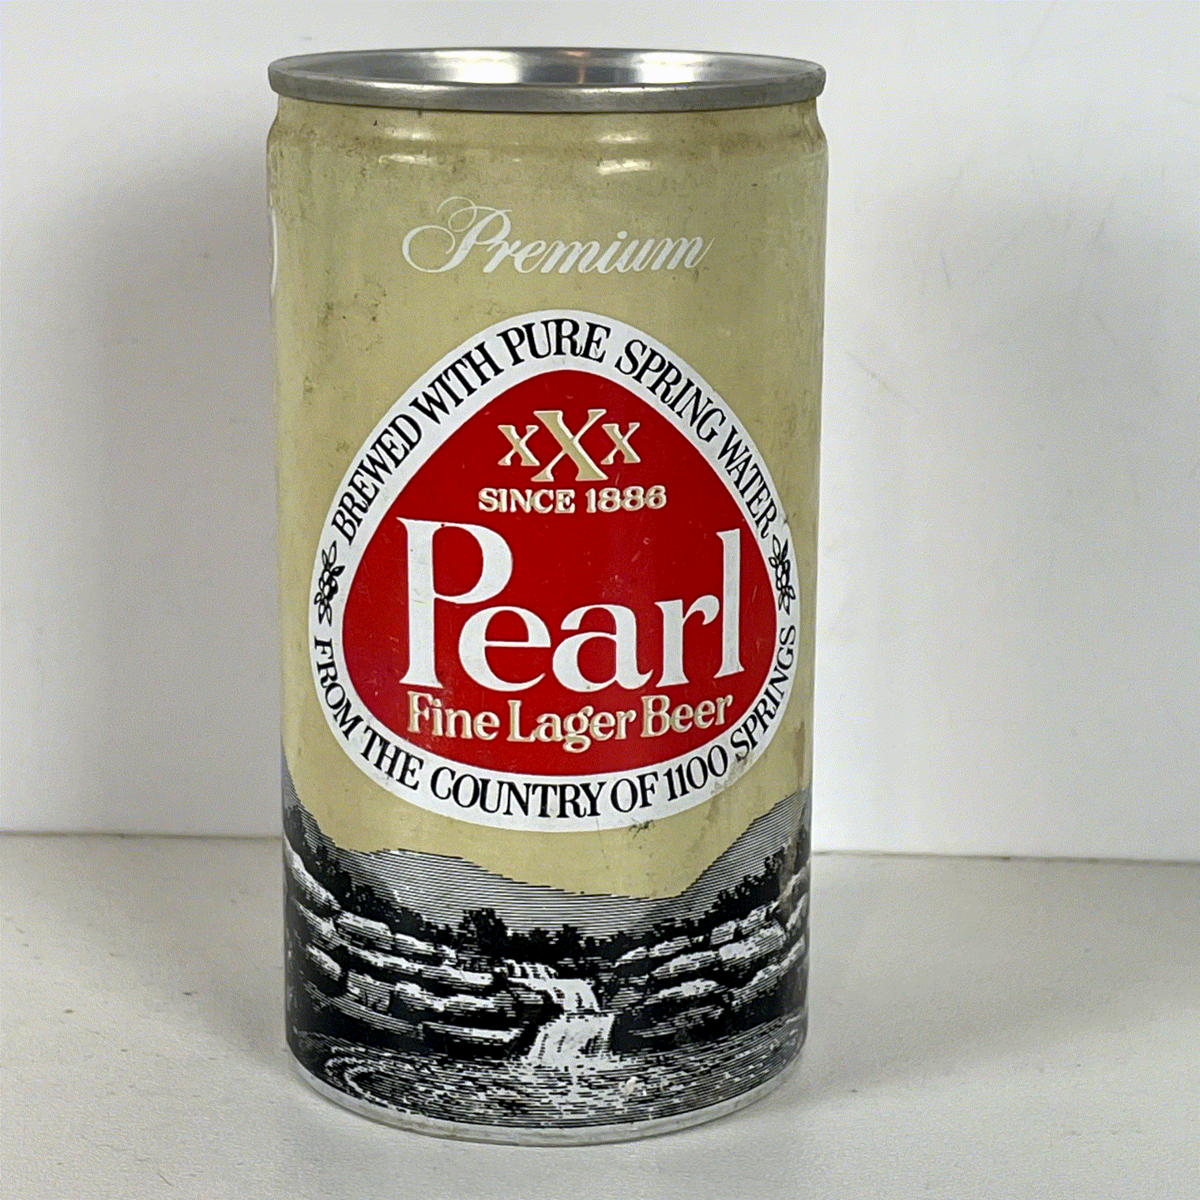 Premium
BREWED WITH PURE SPRING WATER
xXx
SINCE 1886
Pearl
Fine Lager Beer
FROM THE COUNTRY OF 1100 SPRINGS